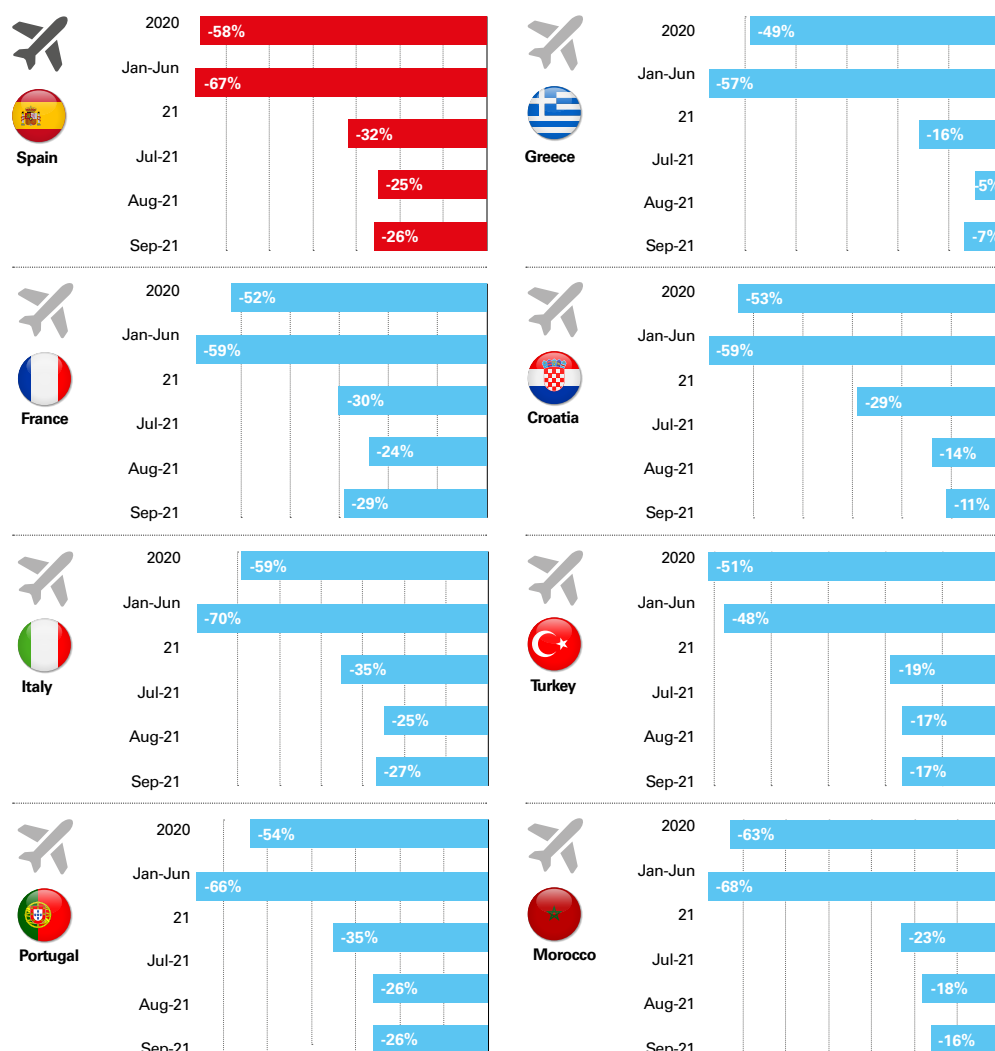 2020
-58%
Jan-Jun
-67%
21
-32%
Jul-21
-25%
Aug-21
-26%
Sep-21
Spain
2020
-49%
Jan-Jun
-57%
21
-16%
Jul-21
-5%
Aug-21
-7%
Sep-21
Greece
2020
-52%
Jan-Jun
-59%
21
-30%
Jul-21
-24%
Aug-21
-29%
Sep-21
France
2020
-53%
Jan-Jun
-59%
21
-29%
Jul-21
-14%
Aug-21
-11%
Sep-21
Croatia
2020
-59%
Jan-Jun
-70%
21
-35%
Jul-21
-25%
Aug-21
-27%
Sep-21
Italy
2020
-51%
Jan-Jun
-48%
21
-19%
Jul-21
-17%
Aug-21
-17%
Sep-21
Turkey
2020
-54%
Jan-Jun
-66%
21
-35%
Jul-21
-26%
Aug-21
-26%
Sep-21
Portugal
2020
-63%
Jan-Jun
-68%
21
-23%
Jul-21
-18%
Aug-21
-16%
Sep-21
Morocco